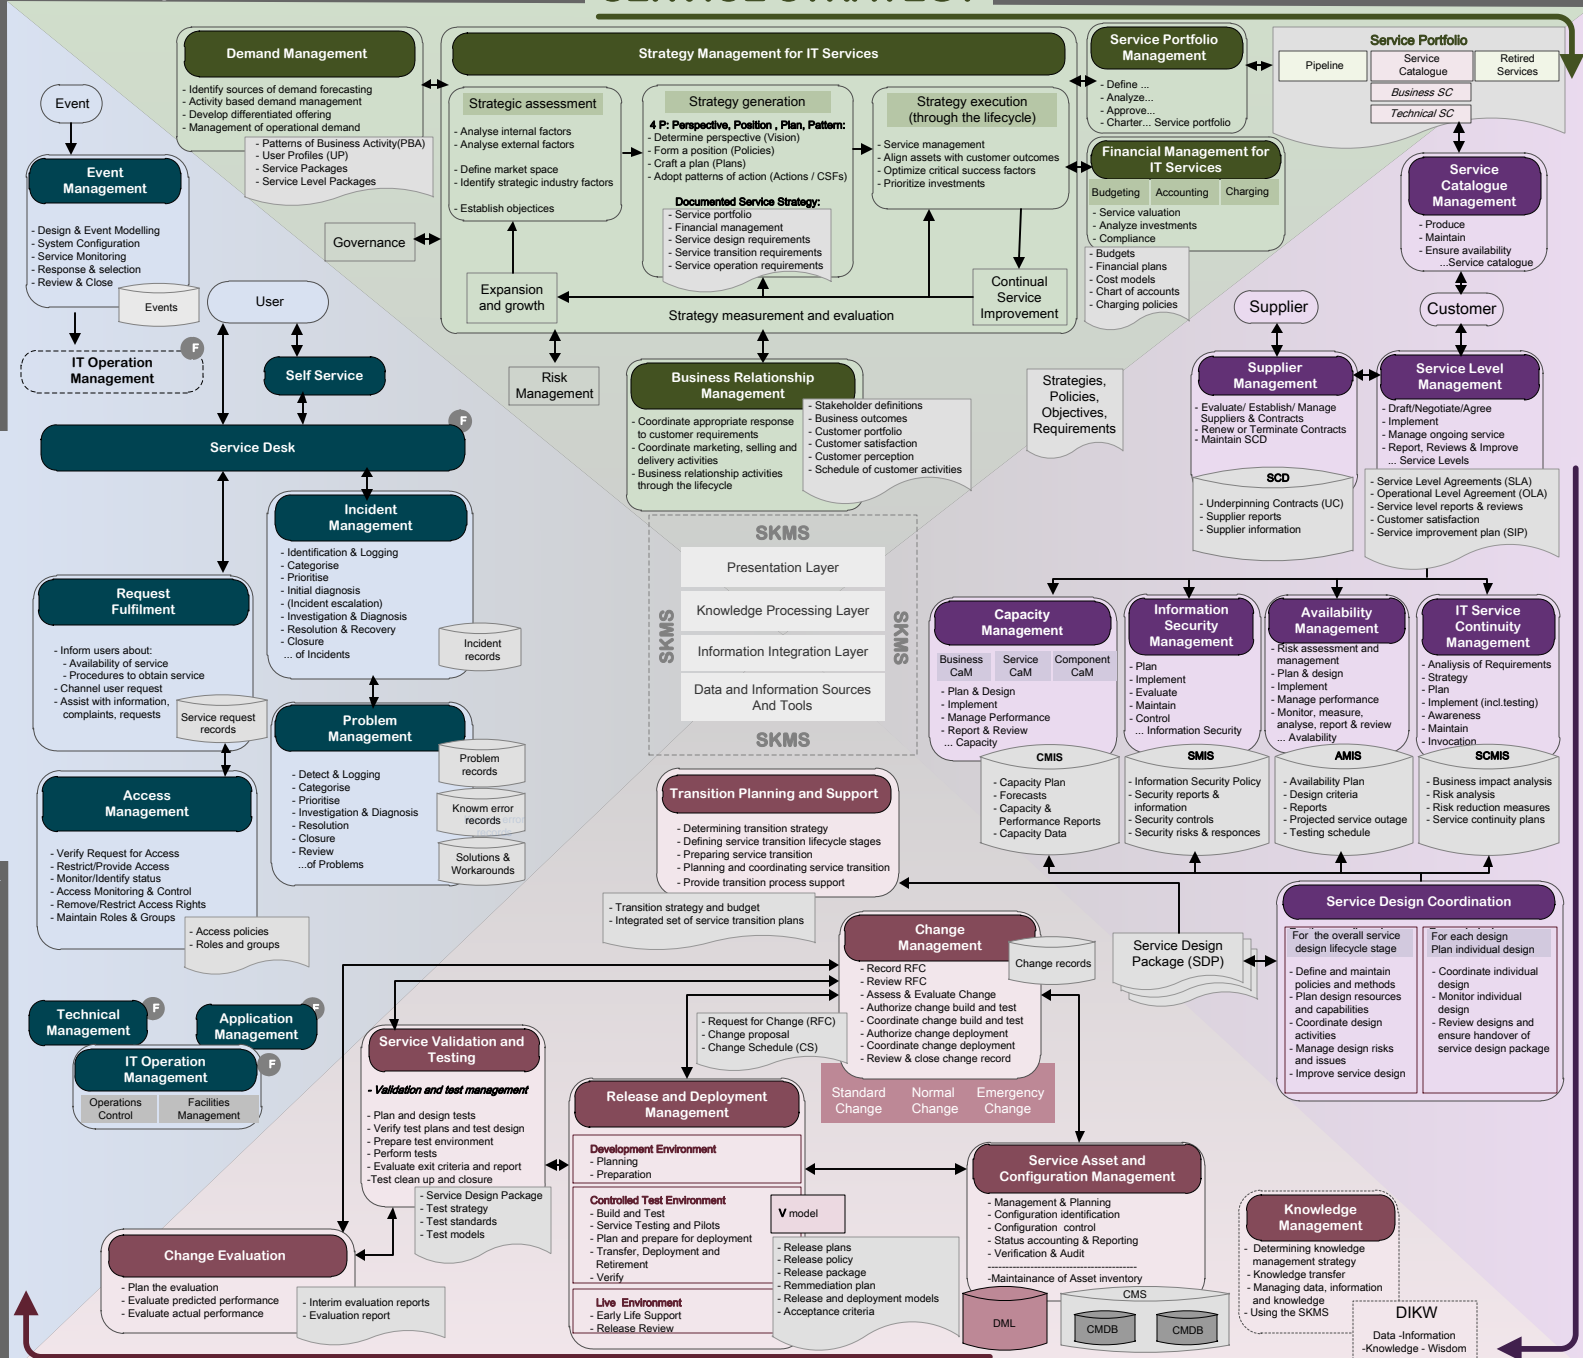 Demand Management
- Identify sources of demand forecasting
- Activity based demand management
- Develop differentiated offering
- Management of operational demand
- Patterns of Business Activity(PBA)
- User Profiles (UP)
- Service Packages
- Service Level Packages
Strategy Management for IT Services
Strategic assessment
- Analyse internal factors
- Analyse external factors
- Define market space
- Identify strategic industry factors
- Establish objectices
Strategy generation
4 P: Perspective, Position , Plan, Pattern:
- Determine perspective (Vision)
- Form a position (Policies)
- Craft a plan (Plans)
- Adopt patterns of action (Actions / CSFs)
Documented Service Strategy:
- Service portfolio
- Financial management
- Service design requirements
- Service transition requirements
- Service operation requirements
Strategy execution
(through the lifecycle)
- Service management
- Align assets with customer outcomes
- Optimize critical success factors
- Prioritize investments
Governance
Expansion
and growth
Continual
Service
Improvement
Strategy measurement and evaluation
Risk
Management
Service Portfolio
Management
- Define ...
- Analyze...
- Approve...
- Charter... Service portfolio
Service Portfolio
Pipeline
Service
Catalogue
Retired
Services
Business SC
Technical SC
Financial Management for
IT Services
Budgeting
Accounting
Charging
- Service valuation
- Analyze investments
- Compliance
- Budgets
- Financial plans
- Cost models
- Chart of accounts
- Charging policies
Business Relationship
Management
- Coordinate appropriate response
to customer requirements
- Coordinate marketing, selling and
delivery activities
- Business relationship activities
through the lifecycle
- Stakeholder definitions
- Business outcomes
- Customer portfolio
- Customer satisfaction
- Customer perception
- Schedule of customer activities
Strategies,
Policies,
Objectives,
Requirements
Event
Event
Management
- Design & Event Modelling
- System Configuration
- Service Monitoring
- Response & selection
- Review & Close
Events
User
IT Operation
Management
F
Self Service
Service Desk
F
Incident
Management
- Identification & Logging
- Categorise
- Prioritise
- Initial diagnosis
- (Incident escalation)
- Investigation & Diagnosis
- Resolution & Recovery
- Closure
... of Incidents
Incident
records
Request
Fulfilment
- Inform users about:
- Availability of service
- Procedures to obtain service
- Channel user request
- Assist with information,
complaints, requests
Service request
records
Problem
Management
- Detect & Logging
- Categorise
- Prioritise
- Investigation & Diagnosis
- Resolution
- Closure
- Review
...of Problems
Problem
records
Knowm error
records
Solutions &
Workarounds
Access
Management
- Verify Request for Access
- Restrict/Provide Access
- Monitor/Identify status
- Access Monitoring & Control
- Remove/Restrict Access Rights
- Maintain Roles & Groups
- Access policies
- Roles and groups
Technical
Management
F
Application
Management
F
IT Operation
Management
F
Operations
Control
Facilities
Management
SKMS
SKMS
SKMS
SKMS
Presentation Layer
Knowledge Processing Layer
Information Integration Layer
Data and Information Sources
And Tools
Service
Catalogue
Management
- Produce
- Maintain
- Ensure availability
...Service catalogue
Supplier
Customer
Supplier
Management
- Evaluate/ Establish/ Manage
Suppliers & Contracts
- Renew or Terminate Contracts
- Maintain SCD
SCD
- Underpinning Contracts (UC)
- Supplier reports
- Supplier information
Service Level
Management
- Draft/Negotiate/Agree
- Implement
- Manage ongoing service
- Report, Reviews & Improve
... Service Levels
- Service Level Agreements (SLA)
- Operational Level Agreement (OLA)
- Service level reports & reviews
- Customer satisfaction
- Service improvement plan (SIP)
Capacity
Management
Business
CaM
Service
CaM
Component
CaM
- Plan & Design
- Implement
- Manage Performance
- Report & Review
... Capacity
CMIS
- Capacity Plan
- Forecasts
- Capacity &
Performance Reports
- Capacity Data
Information
Security
Management
- Plan
- Implement
- Evaluate
- Maintain
- Control
... Information Security
SMIS
- Information Security Policy
- Security reports &
information
- Security controls
- Security risks & responces
Availability
Management
- Risk assessment and
management
- Plan & design
- Implement
- Manage performance
- Monitor, measure,
analyse, report & review
... Avalability
AMIS
- Availability Plan
- Design criteria
- Reports
- Projected service outage
- Testing schedule
IT Service
Continuity
Management
- Analisys of Requirements
- Strategy
- Plan
- Implement (incl.testing)
- Awareness
- Maintain
- Invocation
SCMIS
- Business impact analysis
- Risk analysis
- Risk reduction measures
- Service continuity plans
Service Design Coordination
For the overall service
design lifecycle stage
- Define and maintain
policies and methods
- Plan design resources
and capabilities
- Coordinate design
activities
- Manage design risks
and issues
- Improve service design
For each design
Plan individual design
- Coordinate individual
design
- Monitor individual
design
- Review designs and
ensure handover of
service design package
Service Design
Package (SDP)
Transition Planning and Support
- Determining transition strategy
- Defining service transition lifecycle stages
- Preparing service transition
- Planning and coordinating service transition
- Provide transition process support
- Transition strategy and budget
- Integrated set of service transition plans
Change
Management
- Record RFC
- Review RFC
- Assess & Evaluate Change
- Authorize change build and test
- Coordinate change build and test
- Authorize change deployment
- Coordinate change deployment
- Review & close change record
Change records
- Request for Change (RFC)
- Change proposal
- Change Schedule (CS)
Standard
Change
Normal
Change
Emergency
Change
Service Validation and
Testing
- Validation and test management
- Plan and design tests
- Verify test plans and test design
- Prepare test environment
- Perform tests
- Evaluate exit criteria and report
-Test clean up and closure
- Service Design Package
- Test strategy
- Test standards
- Test models
Release and Deployment
Management
Development Environment
- Planning
- Preparation
Controlled Test Environment
- Build and Test
- Service Testing and Pilots
- Plan and prepare for deployment
- Transfer, Deployment and
Retirement
- Verify
Live Environment
- Early Life Support
- Release Review
V model
- Release plans
- Release policy
- Release package
- Remmediation plan
- Release and deployment models
- Acceptance criteria
Change Evaluation
- Plan the evaluation
- Evaluate predicted performance
- Evaluate actual performance
- Interim evaluation reports
- Evaluation report
Service Asset and
Configuration Management
- Management & Planning
- Configuration identification
- Configuration control
- Status accounting & Reporting
- Verification & Audit
-Maintainance of Asset inventory
DML
CMS
CMDB
CMDB
Knowledge
Management
- Determining knowledge
management strategy
- Knowledge transfer
- Managing data, information
and knowledge
- Using the SKMS
DIKW
Data -Information
-Knowledge - Wisdom